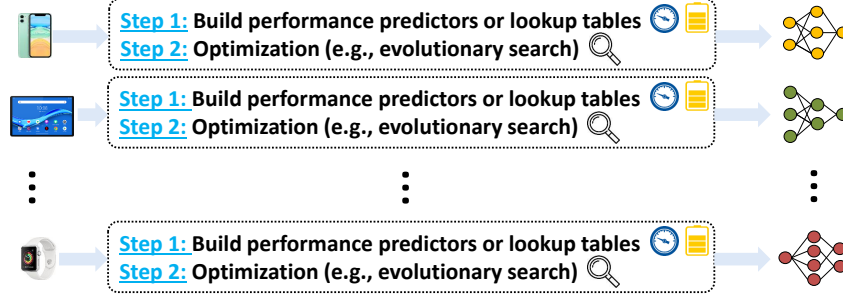 Step 1: Build performance predictors or lookup tables
Step 2: Optimization (e.g., evolutionary search)
Step 1: Build performance predictors or lookup tables
Step 2: Optimization (e.g., evolutionary search)
Step 1: Build performance predictors or lookup tables
Step 2: Optimization (e.g., evolutionary search)